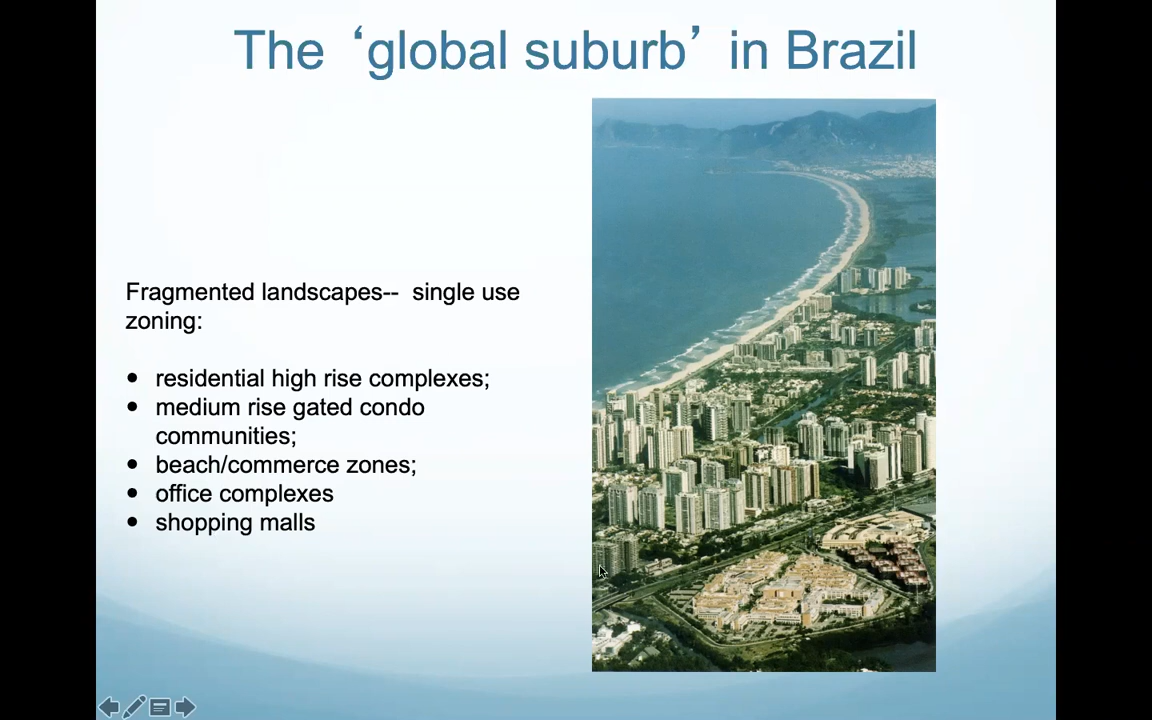 The ‘global suburb’ in Brazil
Fragmented landscapes-- single use
zoning:
• residential high rise complexes;
• medium rise gated condo
communities;
• beach/commerce zones;
• office complexes
• shopping malls